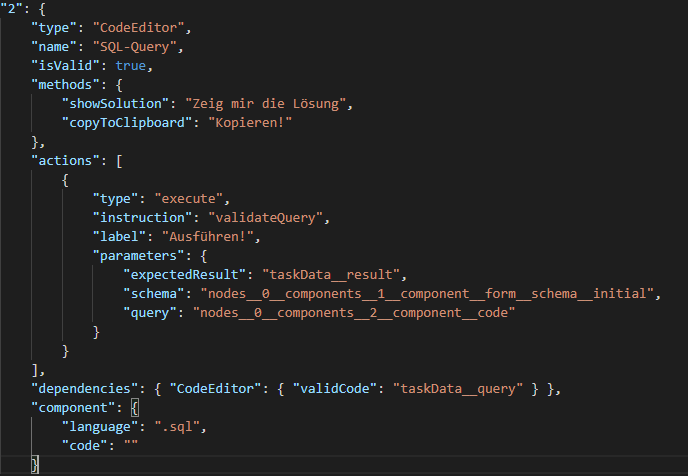 "2": {
"type": "CodeEditor",
"name": "SQL-Query",
"isValid": true,
"methods": {
"showSolution": "Zeig mir die Lösung",
"copyToClipboard": "Kopieren!"
},
"actions": [
{
"type": "execute",
"instruction": "validateQuery",
"label": "Ausführen!",
"parameters": {
"expectedResult": "taskData__result",
"schema": "nodes__0__components__1__component__form__schema__initial",
"query": "nodes__0__components__2__component__code"
}
}
],
"dependencies": { "CodeEditor": { "validCode": "taskData__query" } },
"component": {
"language": ".sql",
"code": ""
}